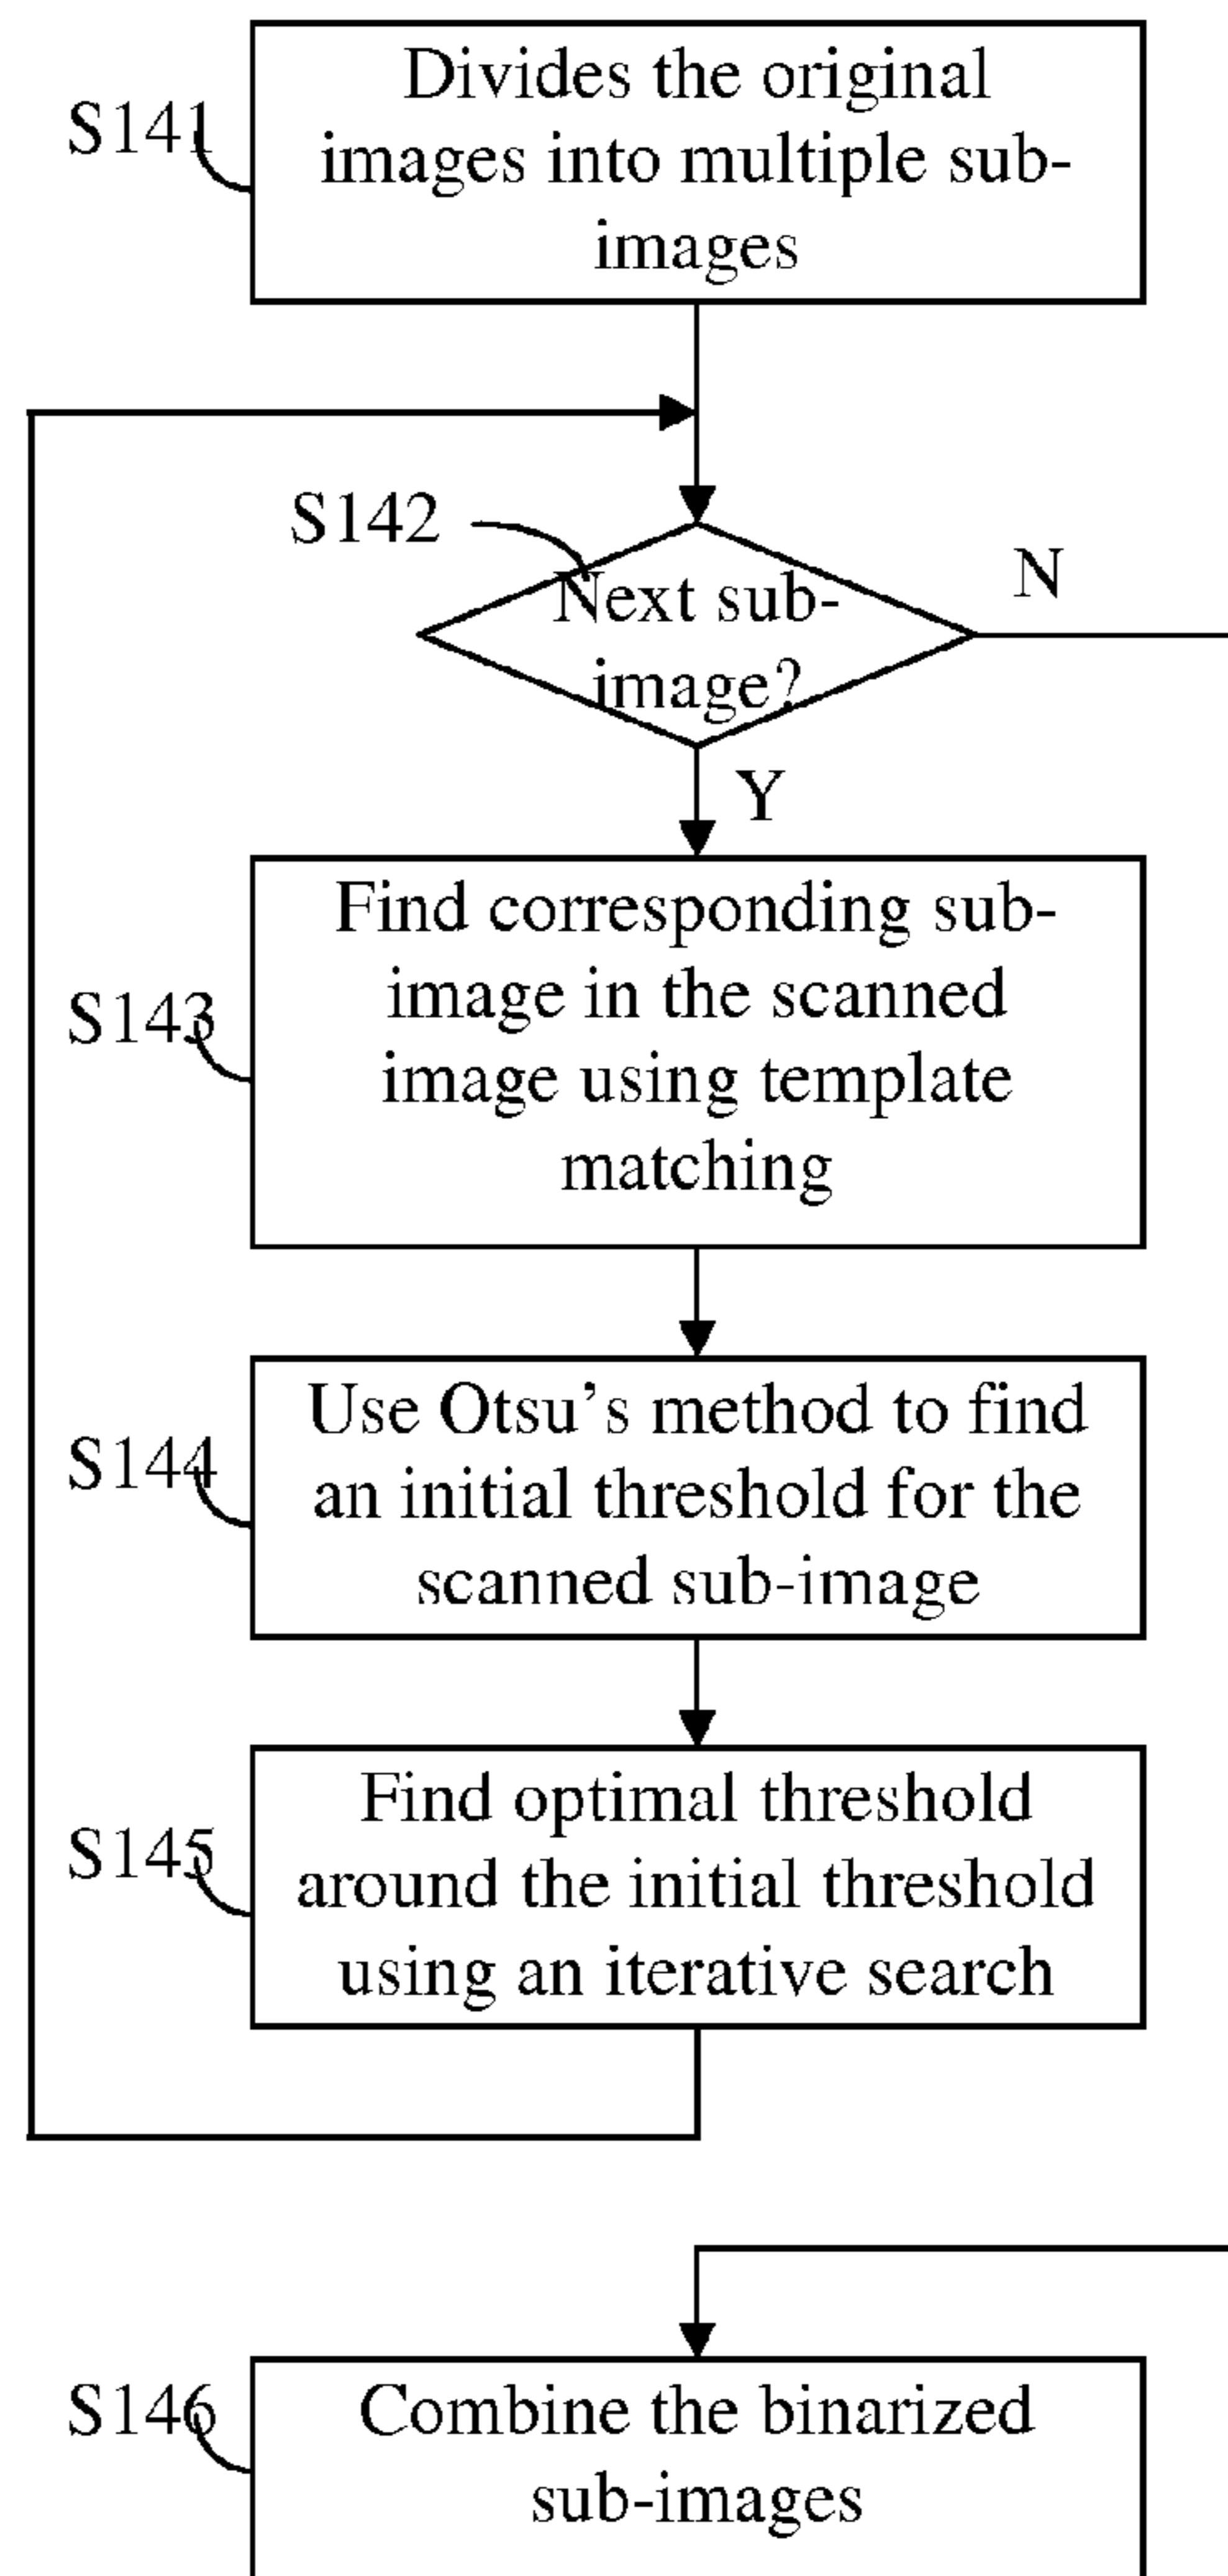 Divides the original
S141
images into multiple sub-
images
S142
Next sub-
N
image?
Y
Find corresponding sub-
image in the scanned
S143
image using template
matching
Use Otsu's method to find
S144
an initial threshold for the
scanned sub-image
Find optimal threshold
S145
around the initial threshold
using an iterative search
S146
Combine the binarized
sub-images